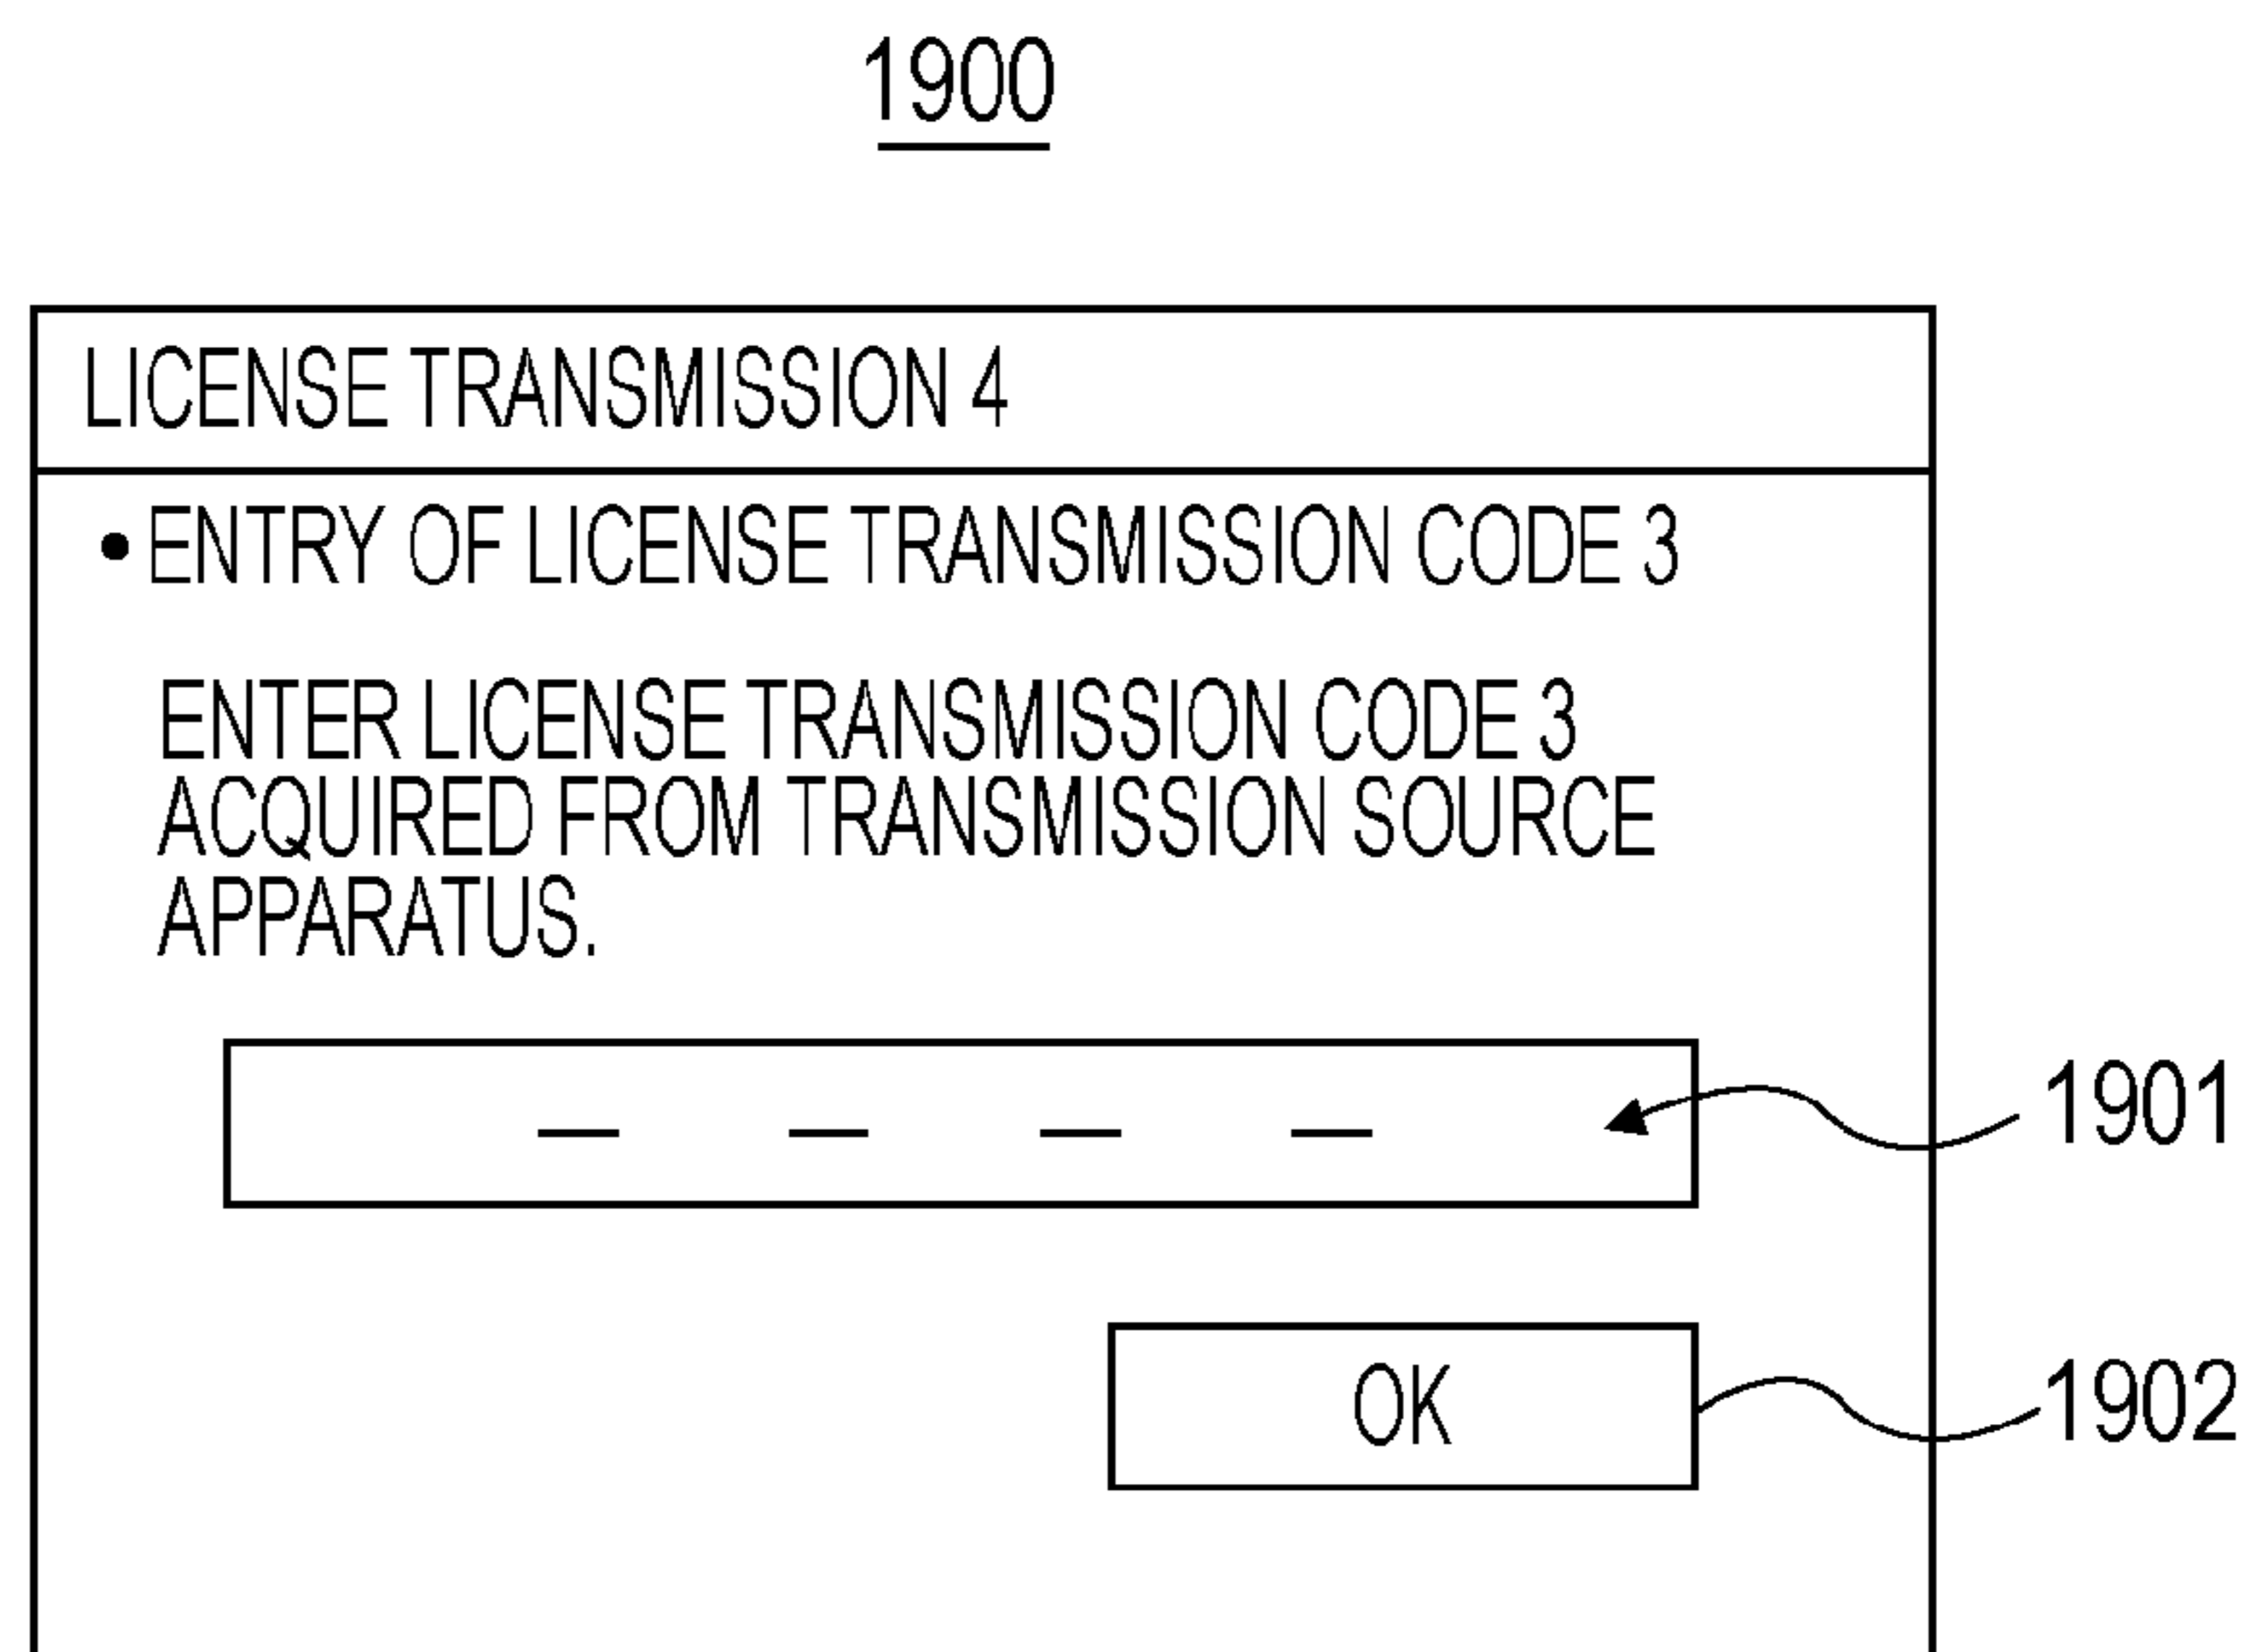 1900
LICENSE TRANSMISSION 4
• ENTRY OF LICENSE TRANSMISSION CODE 3
ENTER LICENSE TRANSMISSION CODE 3
ACQUIRED FROM TRANSMISSION SOURCE
APPARATUS.
— — — —
1901
OK
1902